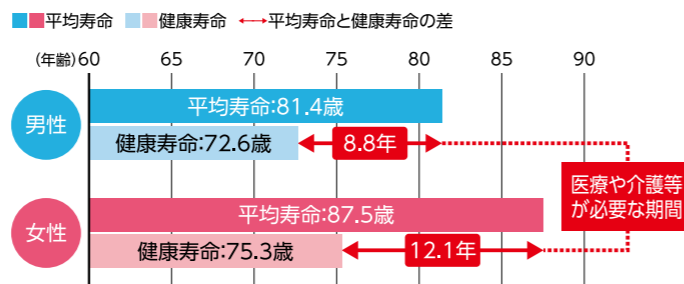 平均寿命 健康寿命 平均寿命と健康寿命の差
(年齢) 60 65 70 75 80 85 90
男性
平均寿命:81.4歳
健康寿命:72.6歳 8.8年
医療や介護等
が必要な期間
女性
平均寿命:87.5歳
健康寿命:75.3歳 12.1年